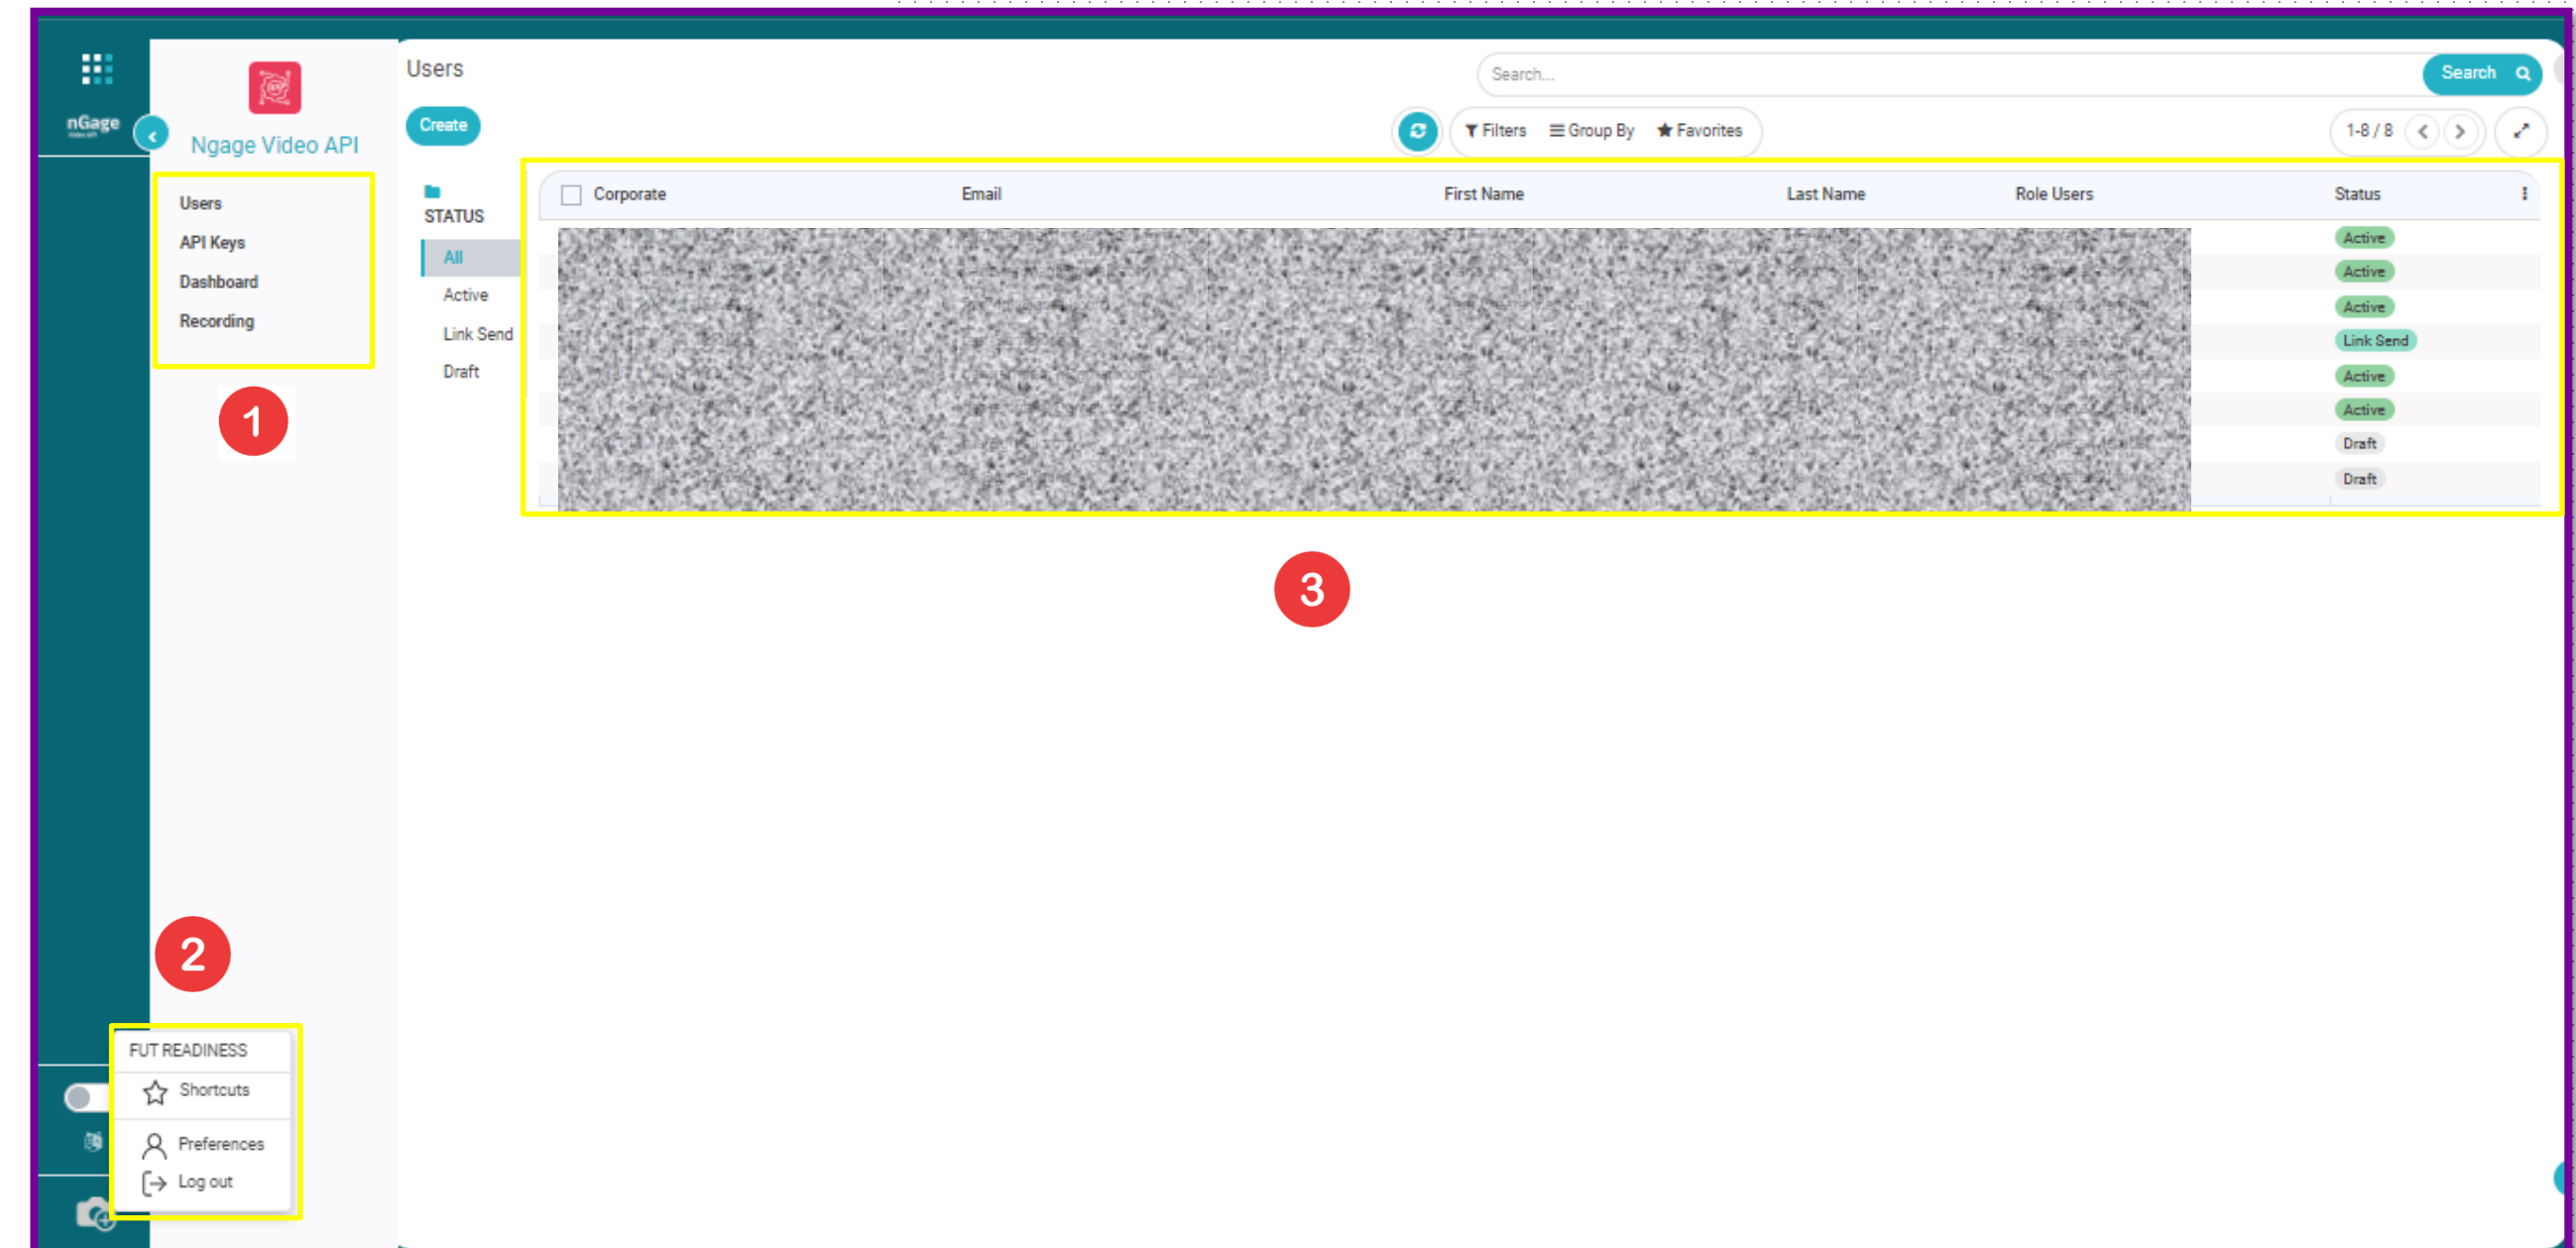 nGage
Ngage Video API
Users
API Keys
Dashboard
Recording
1
2
FUT READINESS
Shortcuts
Preferences
Log out
Users
Search...
Search
Create
Filters Group By Favorites
1-8 / 8
STATUS
All
Active
Link Send
Draft
Corporate Email First Name Last Name Role Users Status
Active
Active
Active
Link Send
Active
Active
Draft
Draft
3